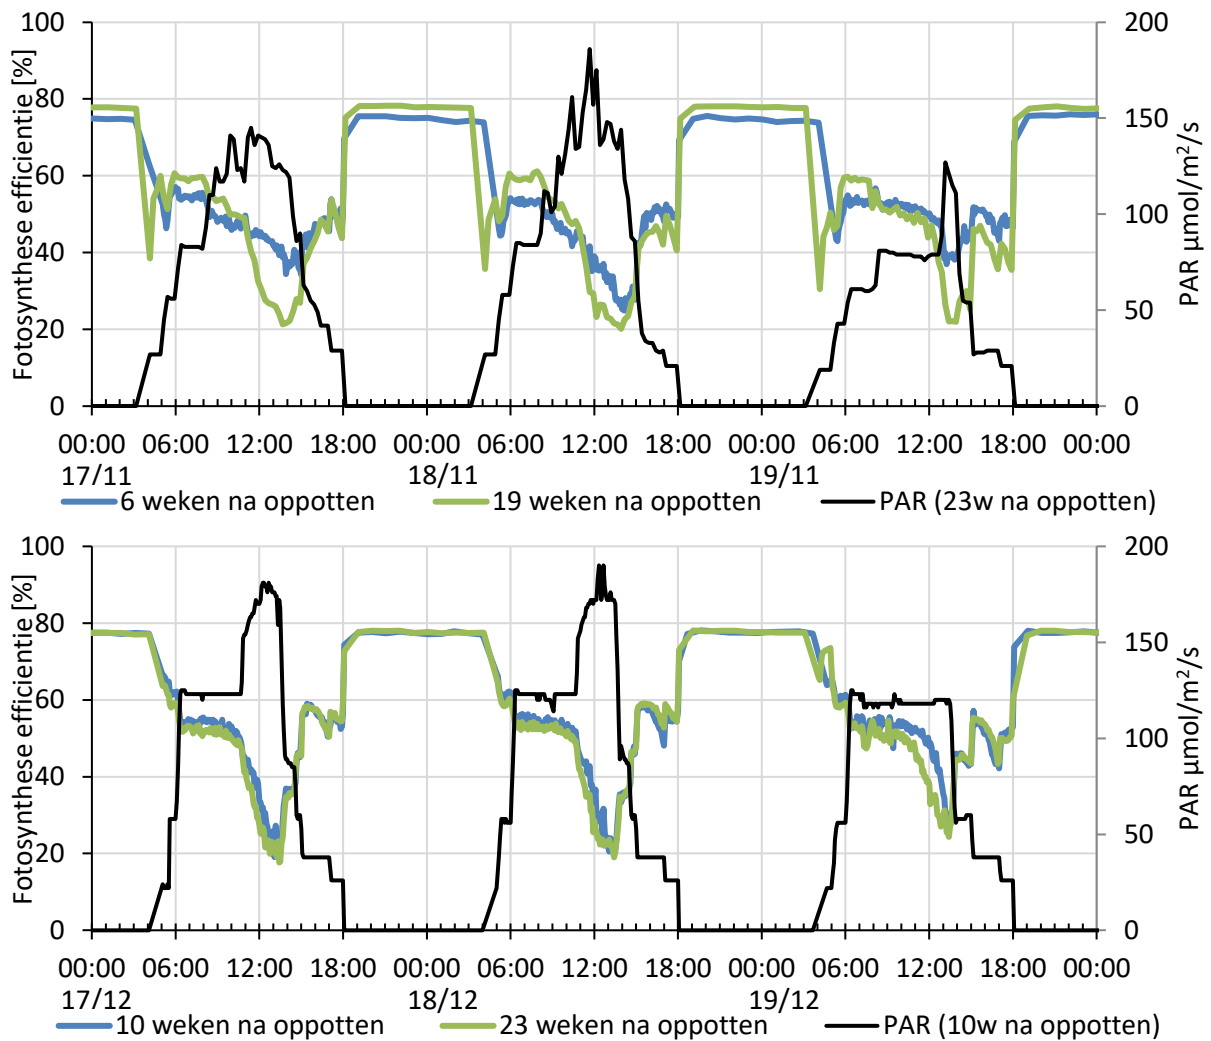 Fotosynthese efficientie [%]
100
80
60
40
20
0
200
150
100
50
0
PAR µmol/m²/s
00:00 06:00 12:00 18:00 00:00 06:00 12:00 18:00 00:00 06:00 12:00 18:00 00:00
17/11 18/11 19/11
6 weken na oppotten 19 weken na oppotten PAR (23w na oppotten)
Fotosynthese efficientie [%]
100
80
60
40
20
0
200
150
100
50
0
PAR µmol/m²/s
00:00 06:00 12:00 18:00 00:00 06:00 12:00 18:00 00:00 06:00 12:00 18:00 00:00
17/12 18/12 19/12
10 weken na oppotten 23 weken na oppotten PAR (10w na oppotten)